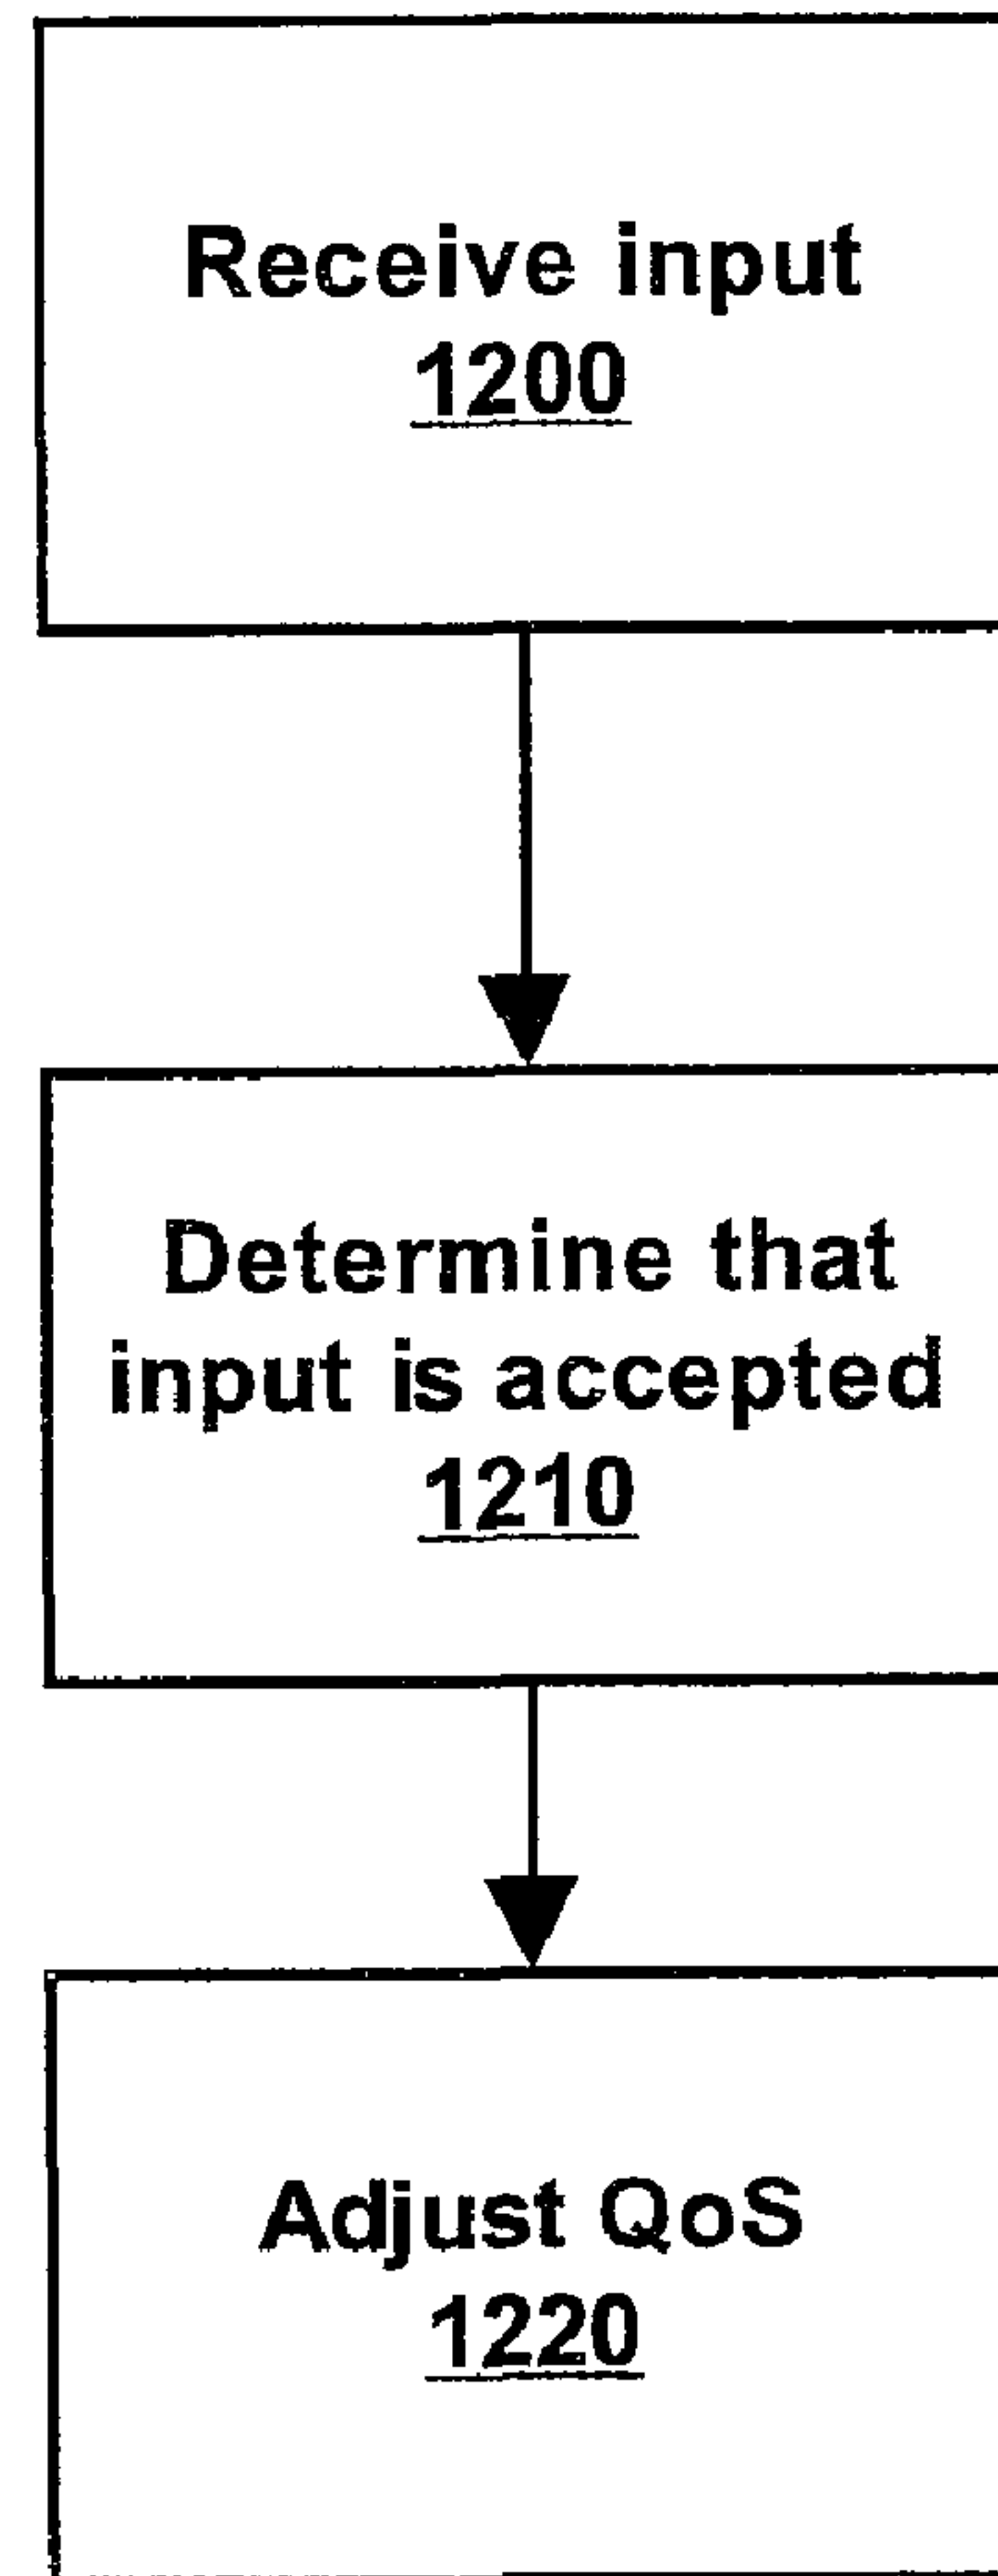 Receive input
1200
Determine that
input is accepted
1210
Adjust QoS
1220